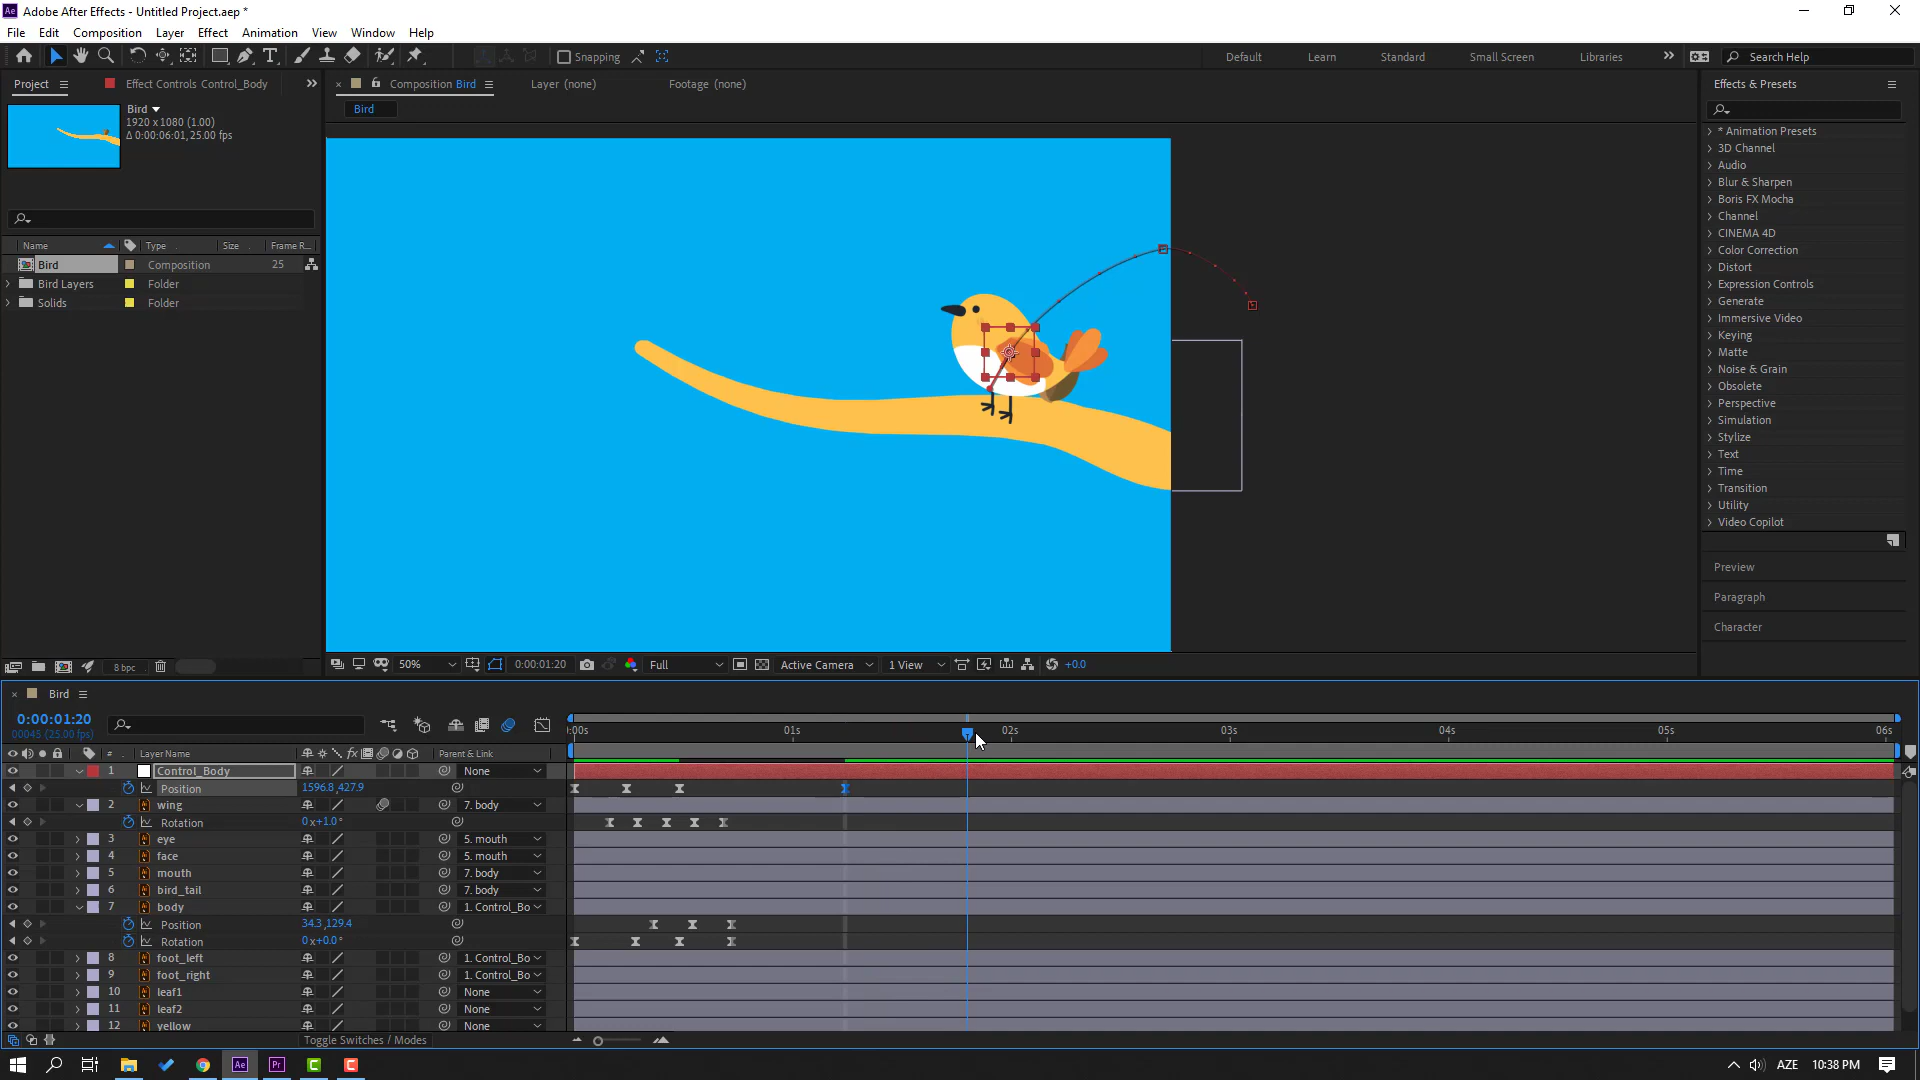 Adobe After Effects - Untitled Project.aep *
File Edit Composition Layer Effect Animation View Window Help
Snapping Default Learn Standard Small Screen Libraries Search Help
Project Effect Controls Control_Body
Composition Bird Layer (none) Footage (none)
Bird
1920 x 1080 (1.00)
Δ 0:00:06:01, 25.00 fps
Bird
Name Type Size Frame R...
Bird Composition 25
Bird Layers Folder
Solids Folder
8 bpc
50% 0:00:01:20 Full Active Camera 1 View +0.0
Effects & Presets
* Animation Presets
3D Channel
Audio
Blur & Sharpen
Boris FX Mocha
Channel
CINEMA 4D
Color Correction
Distort
Expression Controls
Generate
Immersive Video
Keying
Matte
Noise & Grain
Obsolete
Perspective
Simulation
Stylize
Text
Time
Transition
Utility
Video Copilot
Preview
Paragraph
Character
Bird
0:00:01:20
00045 (25.00 fps)
:00s 01s 02s 03s 04s 05s 06s
# Layer Name fx Parent & Link
1 Control_Body None
Position 1596.8,427.9
2 wing 7. body
Rotation 0x+1.0°
3 eye 5. mouth
4 face 5. mouth
5 mouth 7. body
6 bird_tail 7. body
7 body 1. Control_Bo
Position 34.3,129.4
Rotation 0x+0.0°
8 foot_left 1. Control_Bo
9 foot_right 1. Control_Bo
10 leaf1 None
11 leaf2 None
12 yellow None
Toggle Switches / Modes
Ae Pr C C AZE 10:38 PM